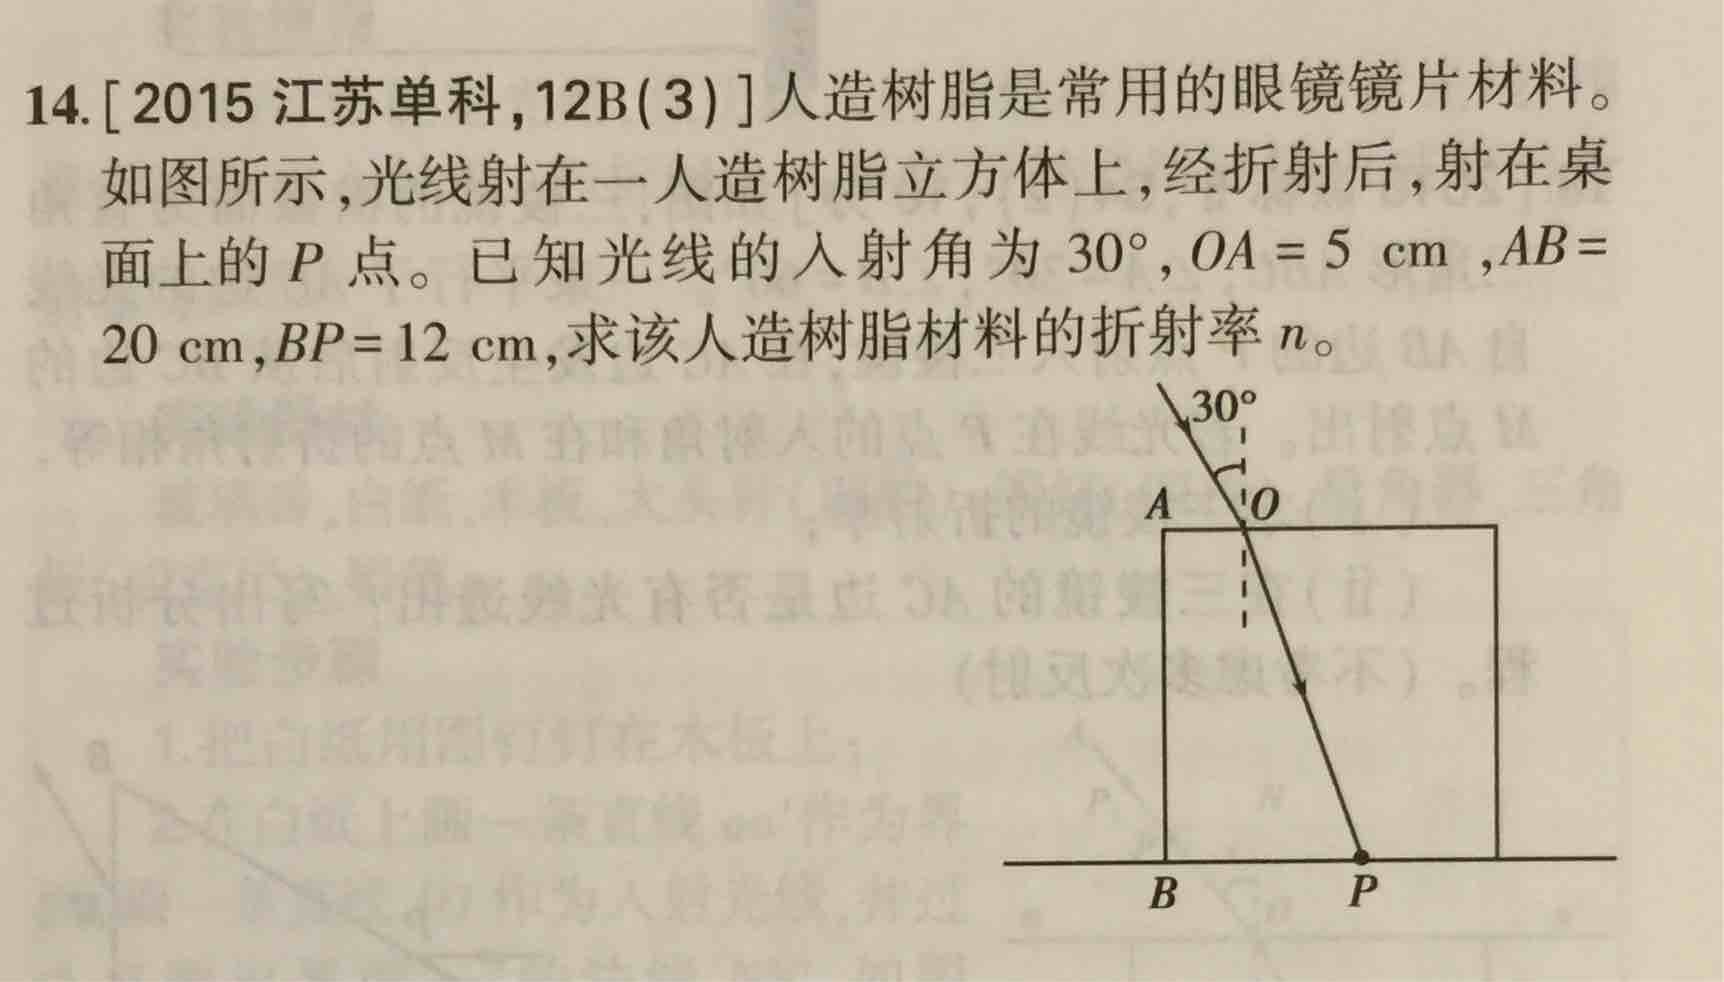 14.[2015 江苏单科,12B(3)]人造树脂是常用的眼镜镜片材料。
如图所示,光线射在一人造树脂立方体上,经折射后,射在桌
面上的 P 点。已知光线的入射角为 30°,OA = 5 cm ,AB =
20 cm,BP = 12 cm,求该人造树脂材料的折射率 n。
30°
A O
B P